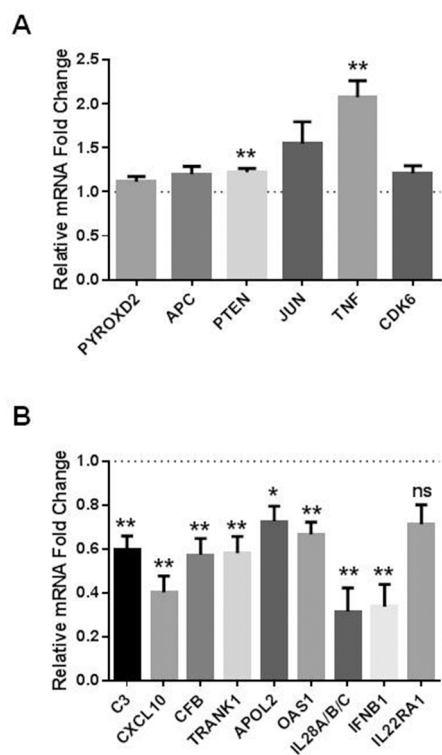 A
Relative mRNA Fold Change
2.5
2.0
1.5
1.0
0.5
0.0
**
**
PYROXD2
APC
PTEN
JUN
TNF
CDK6
B
Relative mRNA Fold Change
1.0
0.8
0.6
0.4
0.2
0.0
**
**
**
**
*
**
**
**
ns
C3
CXCL10
CFB
TRANK1
APOL2
OAS1
IL28A/B/C
IFNB1
IL22RA1